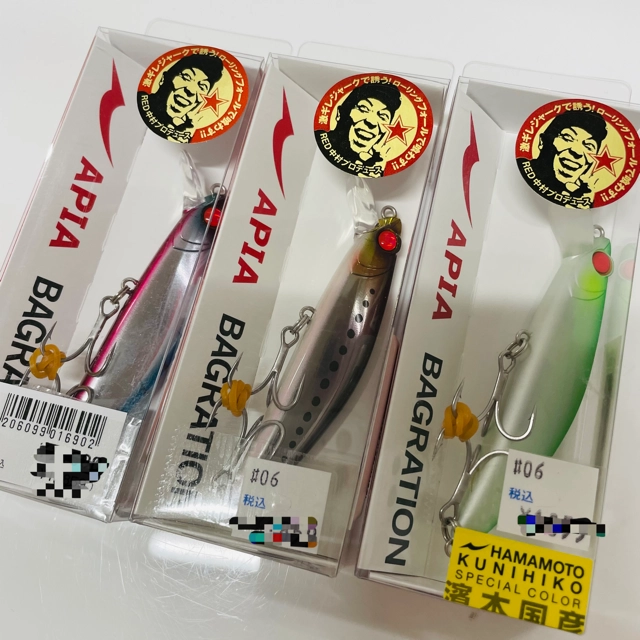 激ギレジャークで誘う!ローリングフォールで喰わす!!
RED中村プロデュース
APIA
BAGRATION
206099 016902
激ギレジャークで誘う!ローリングフォールで喰わす!!
RED中村プロデュース
APIA
BAGRATION
#06
税込
激ギレジャークで誘う!ローリングフォールで喰わす!!
RED中村プロデュース
APIA
BAGRATION
#06
税込
HAMAMOTO
KUNIHIKO
SPECIAL COLOR
濱本国彦